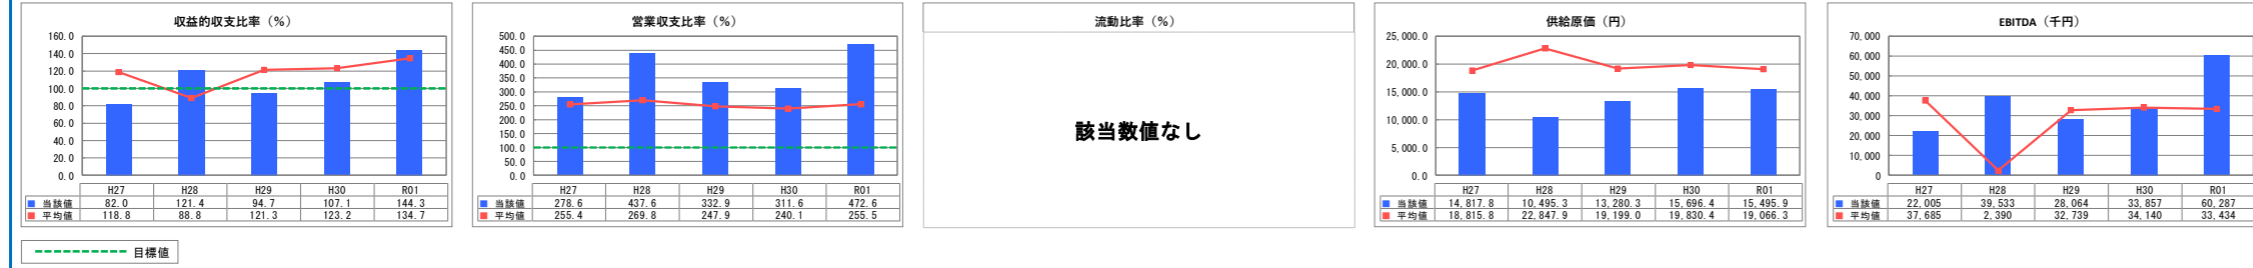 収益的収支比率（％）
160.0
140.0
120.0
100.0
80.0
60.0
40.0
20.0
0.0
H27 H28 H29 H30 R01
当該値 82.0 121.4 94.7 107.1 144.3
平均値 118.8 88.8 121.3 123.2 134.7
営業収支比率（％）
500.0
450.0
400.0
350.0
300.0
250.0
200.0
150.0
100.0
50.0
0.0
H27 H28 H29 H30 R01
当該値 278.6 437.6 332.9 311.6 472.6
平均値 255.4 269.8 247.9 240.1 255.5
流動比率（％）
該当数値なし
供給原価（円）
25,000.0
20,000.0
15,000.0
10,000.0
5,000.0
0.0
H27 H28 H29 H30 R01
当該値 14,817.8 10,495.3 13,280.3 15,696.4 15,495.9
平均値 18,815.8 22,847.9 19,199.0 19,830.4 19,066.3
EBITDA（千円）
70,000
60,000
50,000
40,000
30,000
20,000
10,000
0
H27 H28 H29 H30 R01
当該値 22,005 39,533 28,064 33,857 60,287
平均値 37,685 2,390 32,739 34,140 33,434
目標値